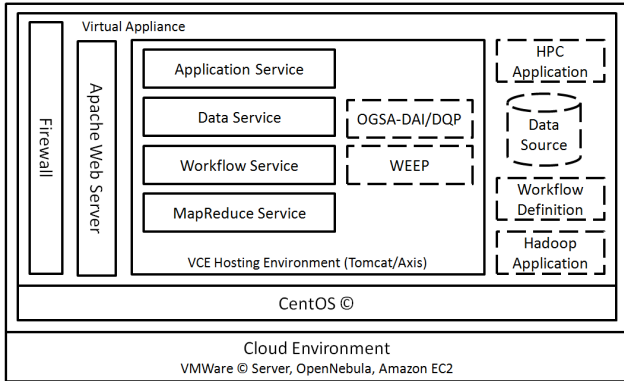 Virtual Appliance
Firewall
Apache Web Server
Application Service
Data Service
Workflow Service
MapReduce Service
OGSA-DAI/DQP
WEEP
VCE Hosting Environment (Tomcat/Axis)
HPC
Application
Data
Source
Workflow
Definition
Hadoop
Application
CentOS ©
Cloud Environment
VMWare © Server, OpenNebula, Amazon EC2